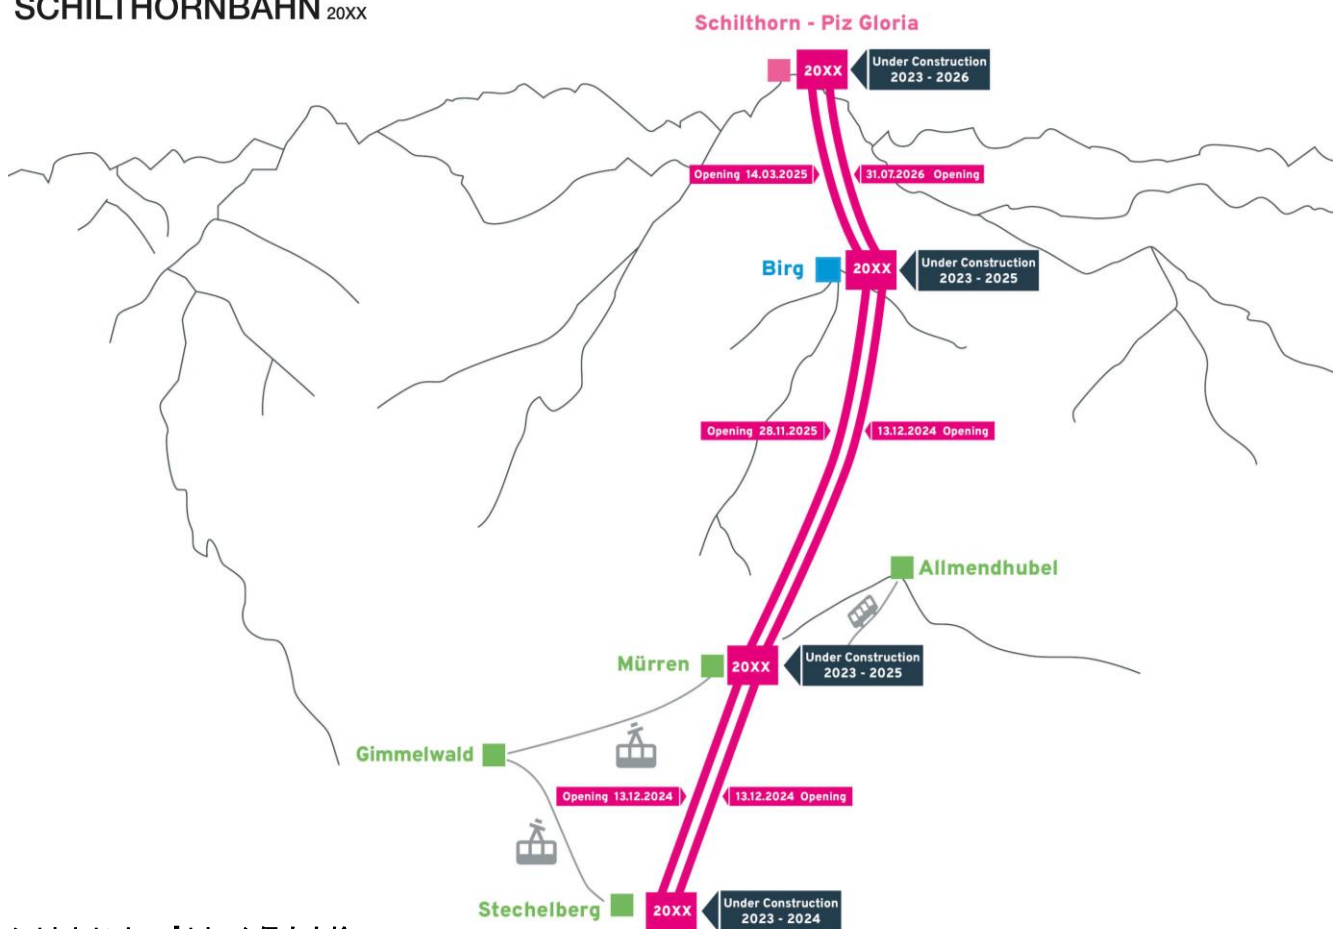 SCHILTHORNBAHN 20XX
Schilthorn - Piz Gloria
20XX
Under Construction
2023 - 2026
Opening 14.03.2025
31.07.2026 Opening
Birg
20XX
Under Construction
2023 - 2025
Opening 28.11.2025
13.12.2024 Opening
Allmendhubel
Mürren
20XX
Under Construction
2023 - 2025
Gimmelwald
Opening 13.12.2024
13.12.2024 Opening
Stechelberg
20XX
Under Construction
2023 - 2024